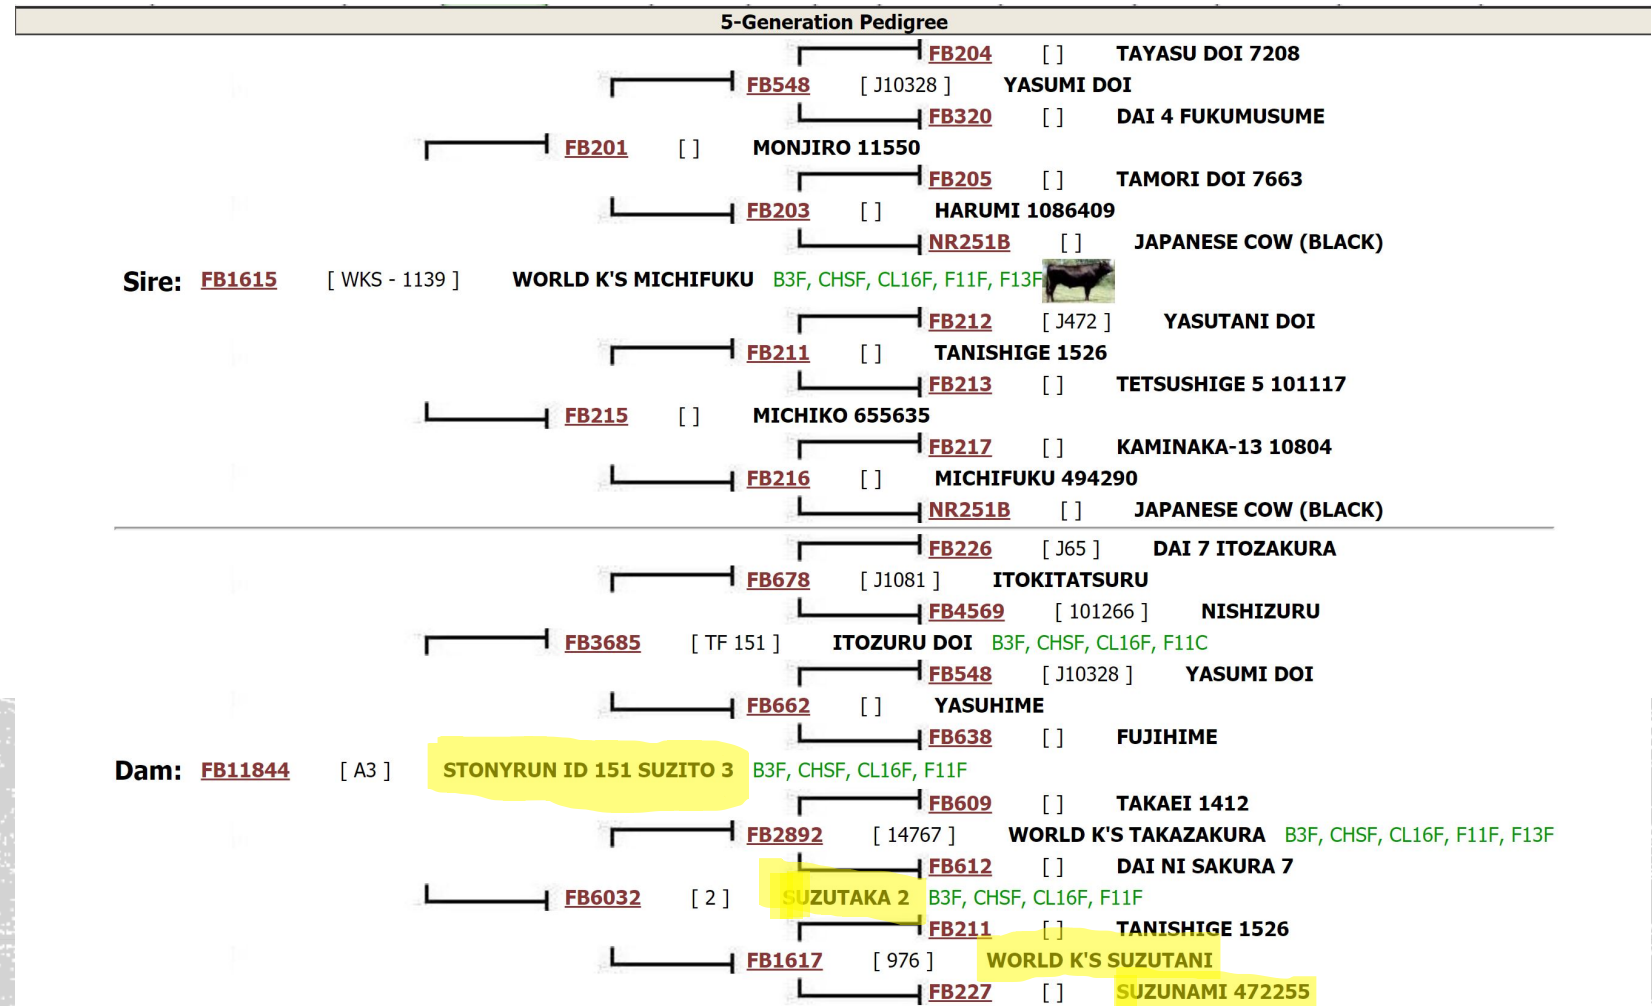 5-Generation Pedigree
FB204 [ ] TAYASU DOI 7208
FB548 [ J10328 ] YASUMI DOI
FB320 [ ] DAI 4 FUKUMUSUME
FB201 [ ] MONJIRO 11550
FB205 [ ] TAMORI DOI 7663
FB203 [ ] HARUMI 1086409
NR251B [ ] JAPANESE COW (BLACK)
Sire: FB1615 [ WKS - 1139 ] WORLD K'S MICHIFUKU B3F, CHSF, CL16F, F11F, F13F
FB212 [ J472 ] YASUTANI DOI
FB211 [ ] TANISHIGE 1526
FB213 [ ] TETSUSHIGE 5 101117
FB215 [ ] MICHIKO 655635
FB217 [ ] KAMINAKA-13 10804
FB216 [ ] MICHIFUKU 494290
NR251B [ ] JAPANESE COW (BLACK)
FB226 [ J65 ] DAI 7 ITOZAKURA
FB678 [ J1081 ] ITOKITATSURU
FB4569 [ 101266 ] NISHIZURU
FB3685 [ TF 151 ] ITOZURU DOI B3F, CHSF, CL16F, F11C
FB548 [ J10328 ] YASUMI DOI
FB662 [ ] YASUHIME
FB638 [ ] FUJIHIME
Dam: FB11844 [ A3 ] STONYRUN ID 151 SUZITO 3 B3F, CHSF, CL16F, F11F
FB609 [ ] TAKAEI 1412
FB2892 [ 14767 ] WORLD K'S TAKAZAKURA B3F, CHSF, CL16F, F11F, F13F
FB612 [ ] DAI NI SAKURA 7
FB6032 [ 2 ] SUZUTAKA 2 B3F, CHSF, CL16F, F11F
FB211 [ ] TANISHIGE 1526
FB1617 [ 976 ] WORLD K'S SUZUTANI
FB227 [ ] SUZUNAMI 472255